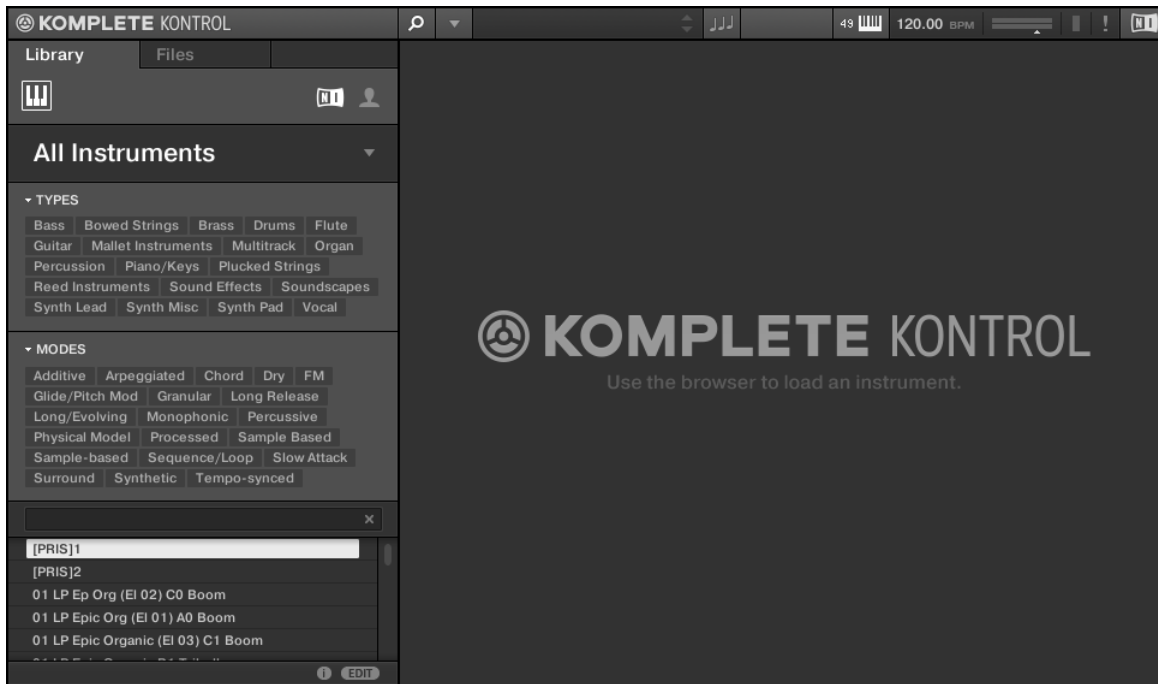 KOMPLETE KONTROL 49 120.00 BPM ! NI
Library Files
NI
All Instruments
TYPES
Bass Bowed Strings Brass Drums Flute
Guitar Mallet Instruments Multitrack Organ
Percussion Piano/Keys Plucked Strings
Reed Instruments Sound Effects Soundscapes
Synth Lead Synth Misc Synth Pad Vocal
MODES
Additive Arpeggiated Chord Dry FM
Glide/Pitch Mod Granular Long Release
Long/Evolving Monophonic Percussive
Physical Model Processed Sample Based
Sample-based Sequence/Loop Slow Attack
Surround Synthetic Tempo-synced
[PRIS]1
[PRIS]2
01 LP Ep Org (El 02) C0 Boom
01 LP Epic Org (El 01) A0 Boom
01 LP Epic Organic (El 03) C1 Boom
i EDIT
KOMPLETE KONTROL
Use the browser to load an instrument.